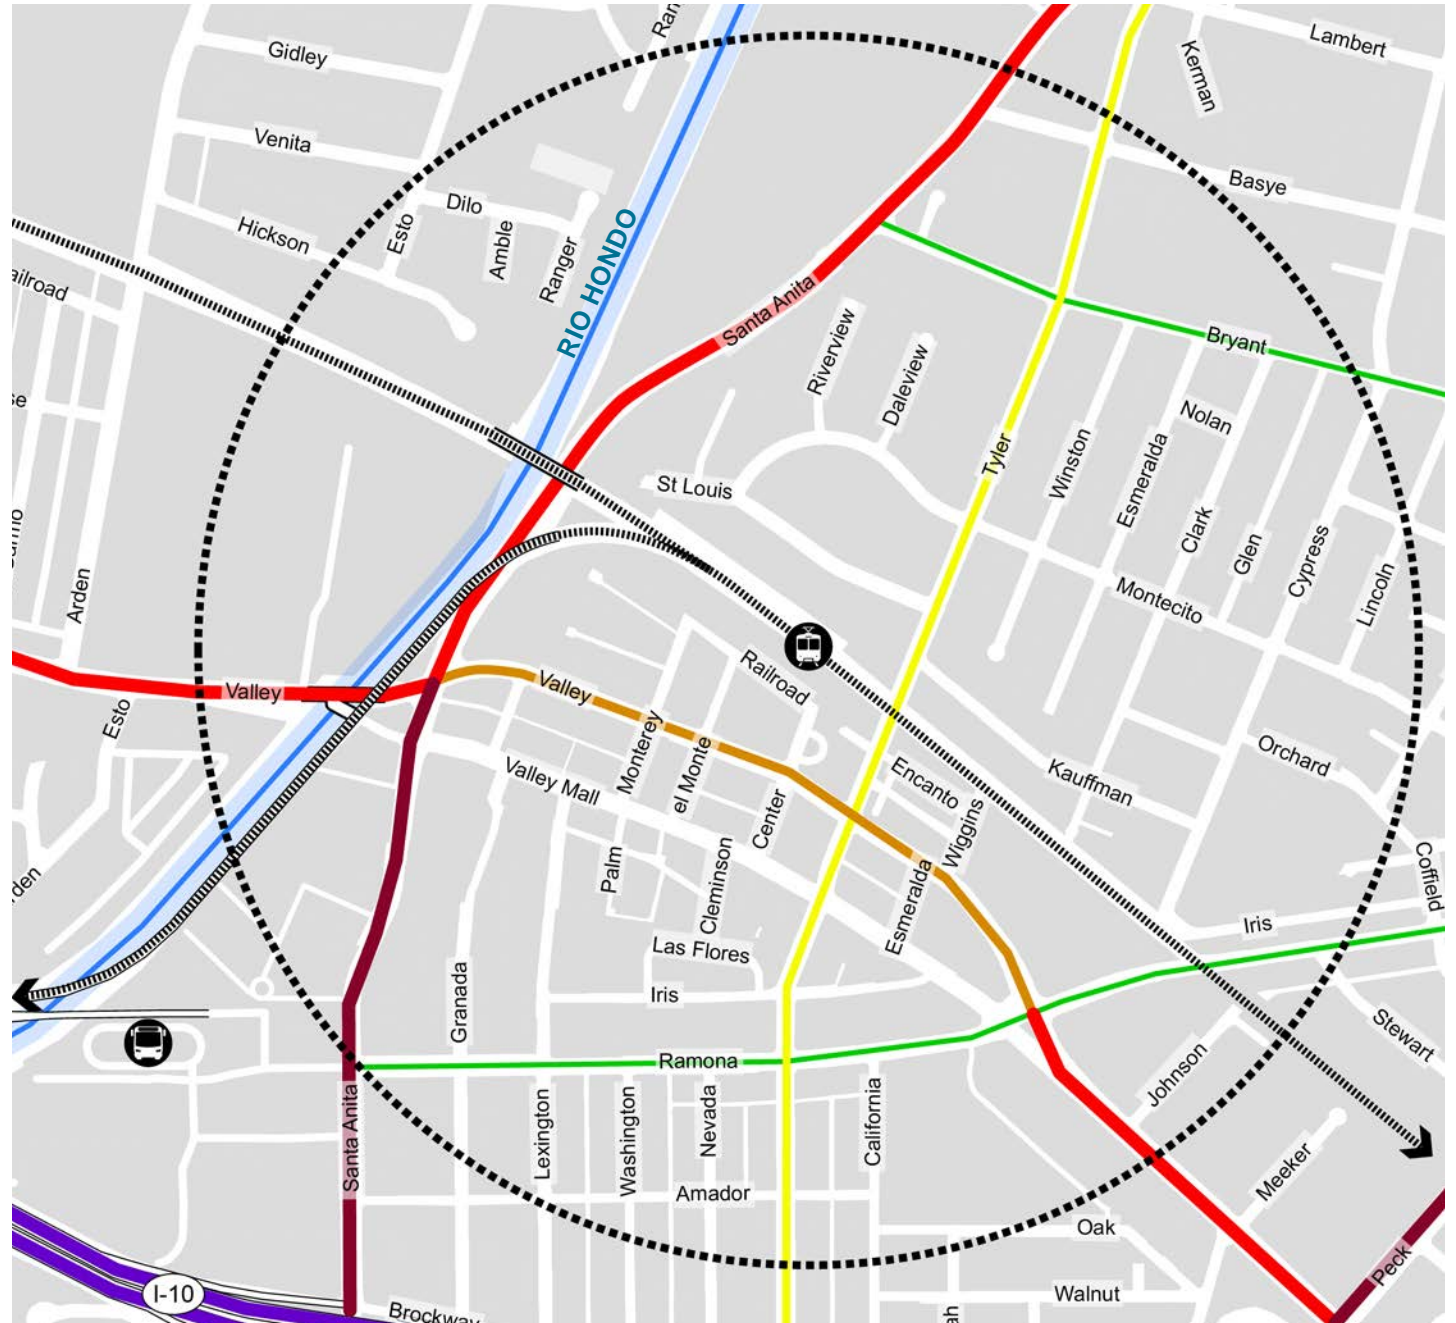 Lambert
Gidley
Kerman
Venita
Basye
Dilo
Hickson
Esto
Amble
Ranger
RIO HONDO
Santa Anita
Riverview
Bryant
Daleview
Nolan
Tyler
Winston
Esmeralda
St Louis
Clark
Glen
Cypress
Lincoln
Arden
Montecito
Railroad
Valley
Valley
Esto
Monterey
el Monte
Orchard
Kauffman
Encanto
Valley Mall
Center
Wiggins
Palm
Cleminson
Esmeralda
Coffield
Las Flores
Iris
Iris
Granada
Stewart
Ramona
Johnson
Santa Anita
Lexington
Washington
Nevada
California
Meeker
Amador
Oak
Peck
I-10
Walnut
Brockway